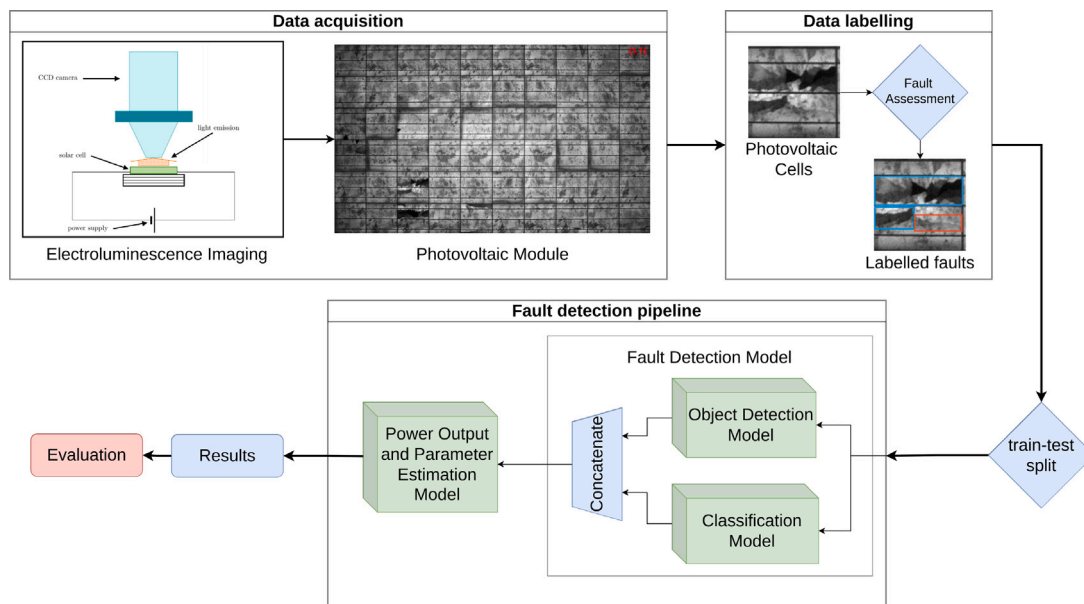 Data acquisition
CCD camera
light emission
solar cell
power supply
Electroluminescence Imaging
Photovoltaic Module
Data labelling
Photovoltaic
Cells
Fault
Assessment
Labelled faults
train-test
split
Fault detection pipeline
Fault Detection Model
Object Detection
Model
Classification
Model
Concatenate
Power Output
and Parameter
Estimation
Model
Results
Evaluation